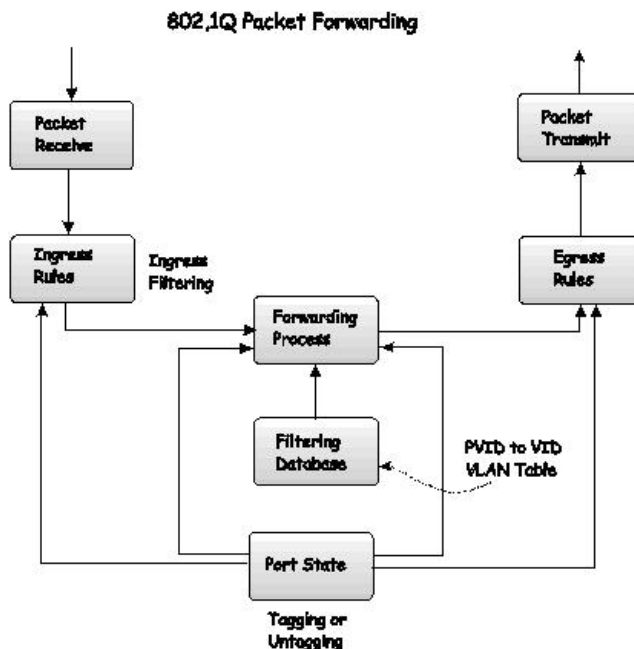 802,1Q Packet Forwarding
Packet
Receive
Packet
Transmit
Ingress
Rules
Ingress
Filtering
Egress
Rules
Forwarding
Process
Filtering
Database
PVID to VID
VLAN Table
Port State
Tagging or
Untagging